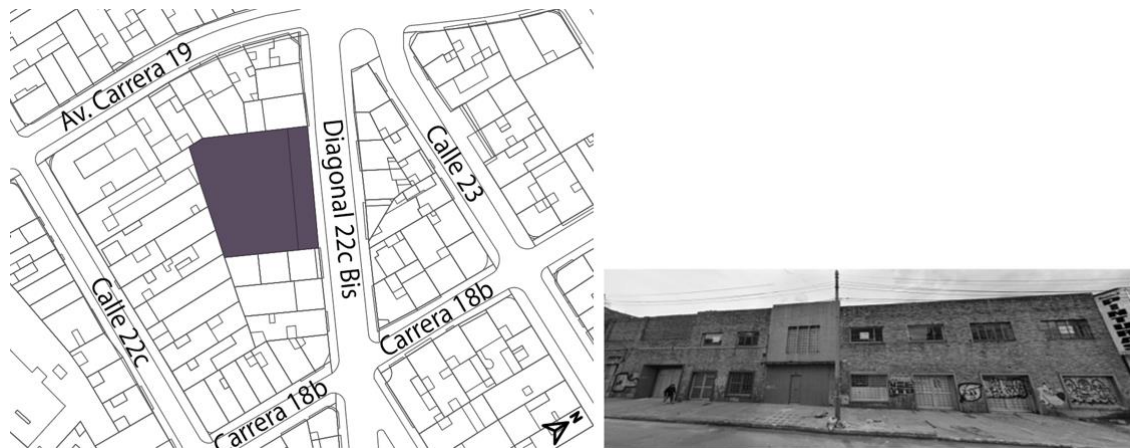 Av. Carrera 19
Diagonal 22c Bis
Calle 23
Calle 22c
Carrera 18b
Carrera 18b
N